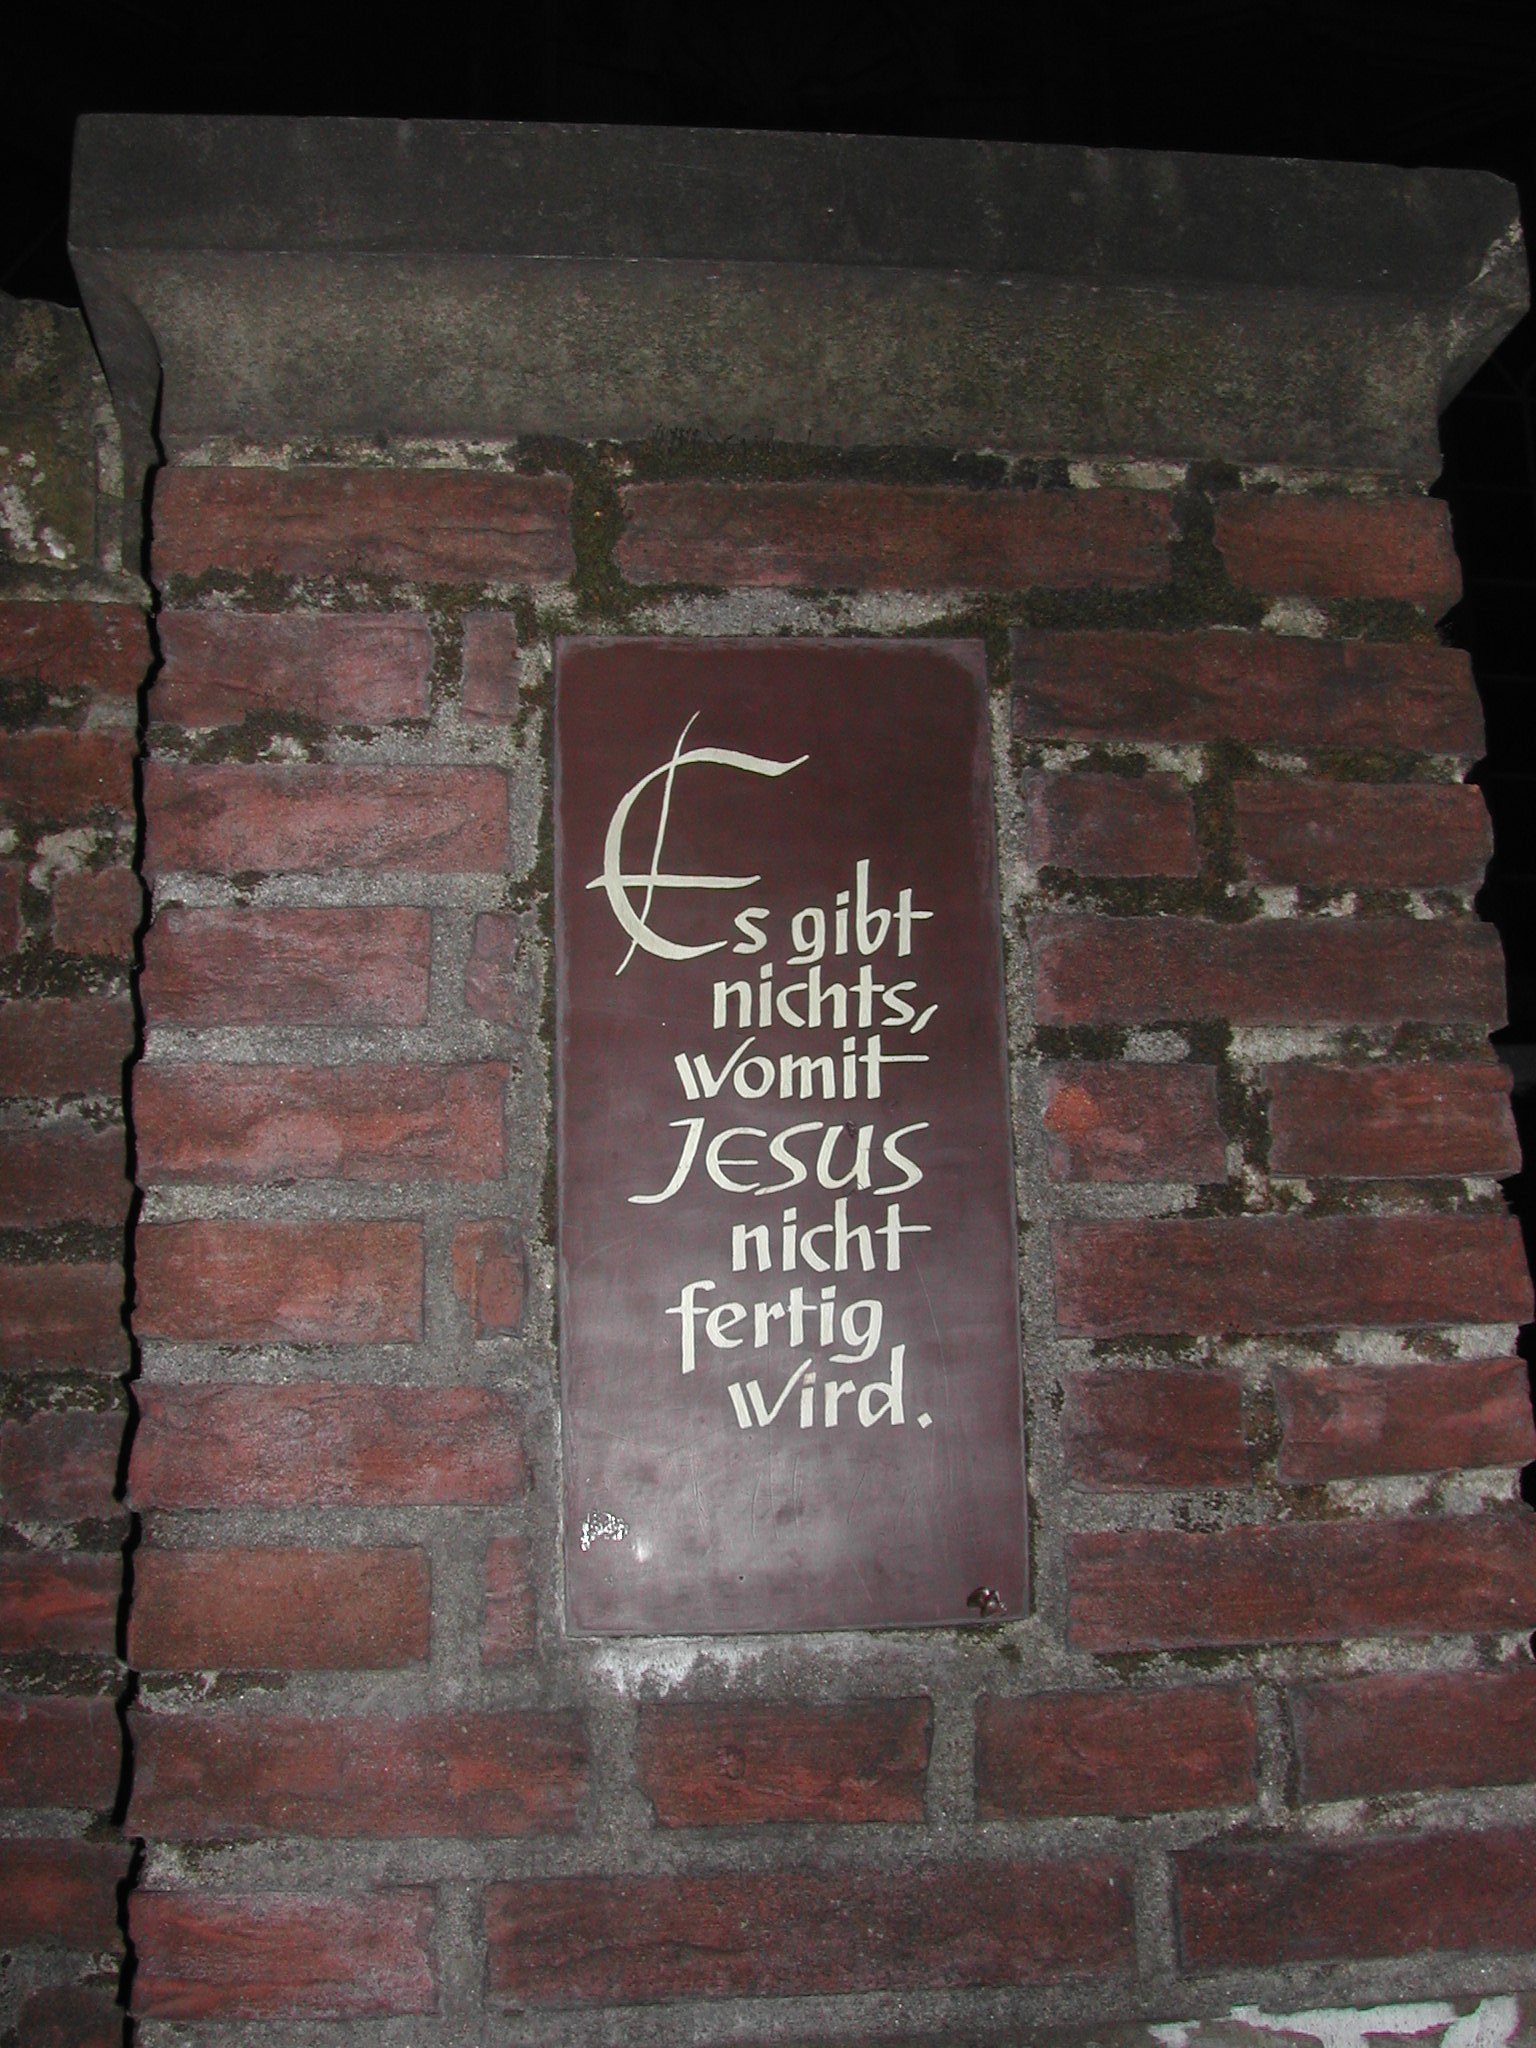 Es gibt
nichts,
womit
JESUS
nicht
fertig
wird.